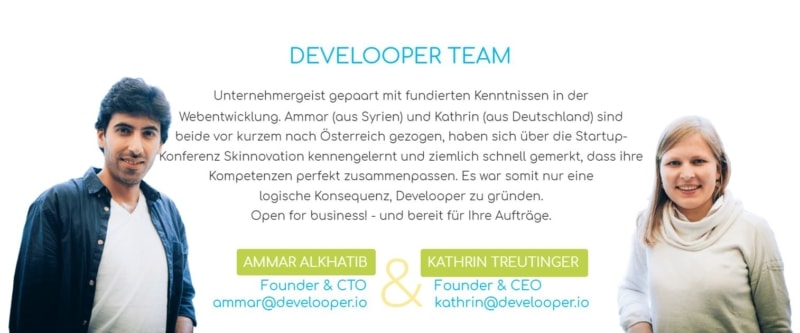 DEVELOOPER TEAM
Unternehmergeist gepaart mit fundierten Kenntnissen in der
Webentwicklung. Ammar (aus Syrien) und Kathrin (aus Deutschland) sind
beide vor kurzem nach Österreich gezogen, haben sich über die Startup-
Konferenz Skinnovation kennengelernt und ziemlich schnell gemerkt, dass ihre
Kompetenzen perfekt zusammenpassen. Es war somit nur eine
logische Konsequenz, Develooper zu gründen.
Open for business! - und bereit für Ihre Aufträge.
AMMAR ALKHATIB & KATHRIN TREUTINGER
Founder & CTO Founder & CEO
ammar@develooper.io kathrin@develooper.io